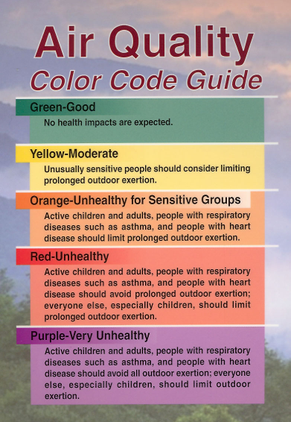 Air Quality
Color Code Guide
Green-Good
No health impacts are expected.
Yellow-Moderate
Unusually sensitive people should consider limiting
prolonged outdoor exertion.
Orange-Unhealthy for Sensitive Groups
Active children and adults, people with respiratory
diseases such as asthma, and people with heart
disease should limit prolonged outdoor exertion.
Red-Unhealthy
Active children and adults, people with respiratory
diseases such as asthma, and people with heart
disease should avoid prolonged outdoor exertion;
everyone else, especially children, should limit
prolonged outdoor exertion.
Purple-Very Unhealthy
Active children and adults, people with respiratory
diseases such as asthma, and people with heart
disease should avoid all outdoor exertion; everyone
else, especially children, should limit outdoor
exertion.